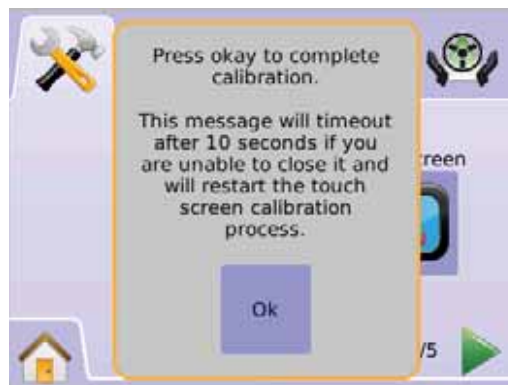 Press okay to complete
calibration.
This message will timeout
after 10 seconds if you
are unable to close it and
will restart the touch
screen calibration
process.
reen
Ok
/5